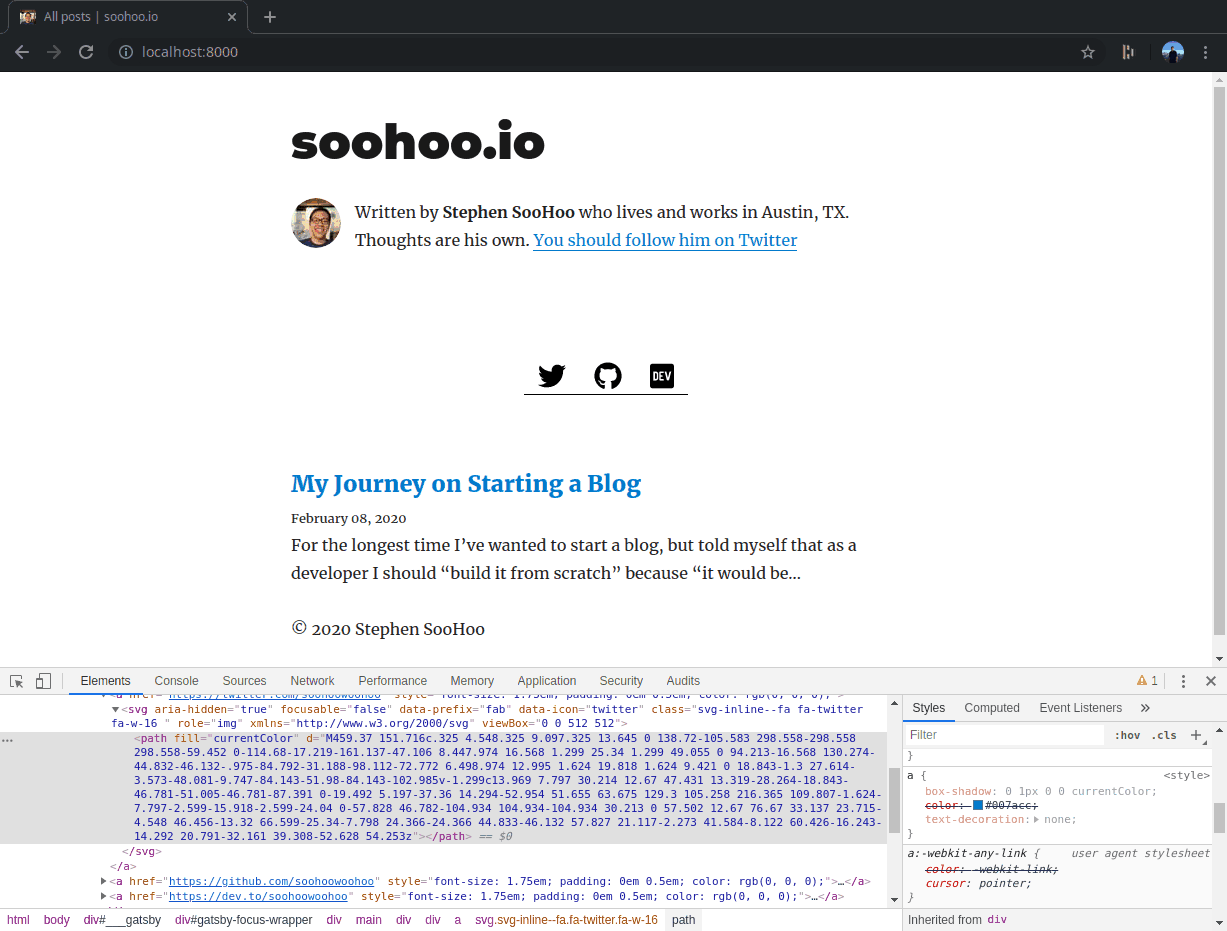 All posts | soohoo.io
localhost:8000
soohoo.io
Written by Stephen SooHoo who lives and works in Austin, TX.
Thoughts are his own. You should follow him on Twitter
DEV
My Journey on Starting a Blog
February 08, 2020
For the longest time I’ve wanted to start a blog, but told myself that as a
developer I should “build it from scratch” because “it would be...
© 2020 Stephen SooHoo
Elements Console Sources Network Performance Memory Application Security Audits 1
<a href="https://twitter.com/soohoowoohoo" style="font-size: 1.75em; padding: 0em 0.5em; color: rgb(0, 0, 0);">
<svg aria-hidden="true" focusable="false" data-prefix="fab" data-icon="twitter" class="svg-inline--fa fa-twitter
fa-w-16 " role="img" xmlns="http://www.w3.org/2000/svg" viewBox="0 0 512 512">
<path fill="currentColor" d="M459.37 151.716c.325 4.548.325 9.097.325 13.645 0 138.72-105.583 298.558-298.558
298.558-59.452 0-114.68-17.219-161.137-47.106 8.447.974 16.568 1.299 25.34 1.299 49.055 0 94.213-16.568 130.274-
44.832-46.132-.975-84.792-31.188-98.112-72.772 6.498.974 12.995 1.624 19.818 1.624 9.421 0 18.843-1.3 27.614-
3.573-48.081-9.747-84.143-51.98-84.143-102.985v-1.299c13.969 7.797 30.214 12.67 47.431 13.319-28.264-18.843-
46.781-51.005-46.781-87.391 0-19.492 5.197-37.36 14.294-52.954 51.655 63.675 129.3 105.258 216.365 109.807-1.624-
7.797-2.599-15.918-2.599-24.04 0-57.828 46.782-104.934 104.934-104.934 30.213 0 57.502 12.67 76.67 33.137 23.715-
4.548 46.456-13.32 66.599-25.34-7.798 24.366-24.366 44.833-46.132 57.827 21.117-2.273 41.584-8.122 60.426-16.243-
14.292 20.791-32.161 39.308-52.628 54.253z"></path> == $0
</svg>
</a>
<a href="https://github.com/soohoowoohoo" style="font-size: 1.75em; padding: 0em 0.5em; color: rgb(0, 0, 0);">…</a>
<a href="https://dev.to/soohoowoohoo" style="font-size: 1.75em; padding: 0em 0.5em; color: rgb(0, 0, 0);">…</a>
html body div#___gatsby div#gatsby-focus-wrapper div main div div a svg.svg-inline--fa.fa-twitter.fa-w-16 path
Styles Computed Event Listeners
Filter :hov .cls
}
a { <style>
box-shadow: 0 1px 0 0 currentColor;
color: #007acc;
text-decoration: none;
}
a:-webkit-any-link { user agent stylesheet
color: -webkit-link;
cursor: pointer;
}
Inherited from div